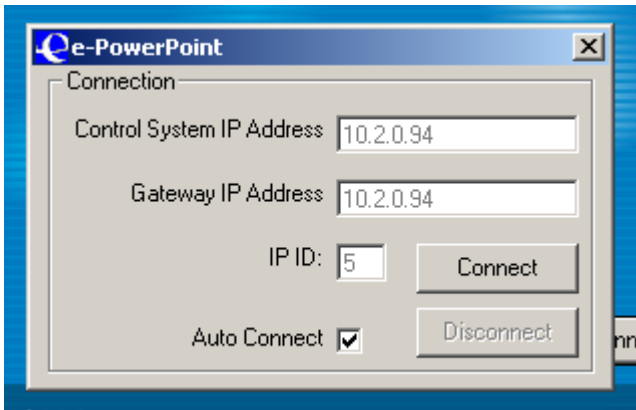 e-PowerPoint
Connection
Control System IP Address 10.2.0.94
Gateway IP Address 10.2.0.94
IP ID: 5 Connect
Auto Connect Disconnect